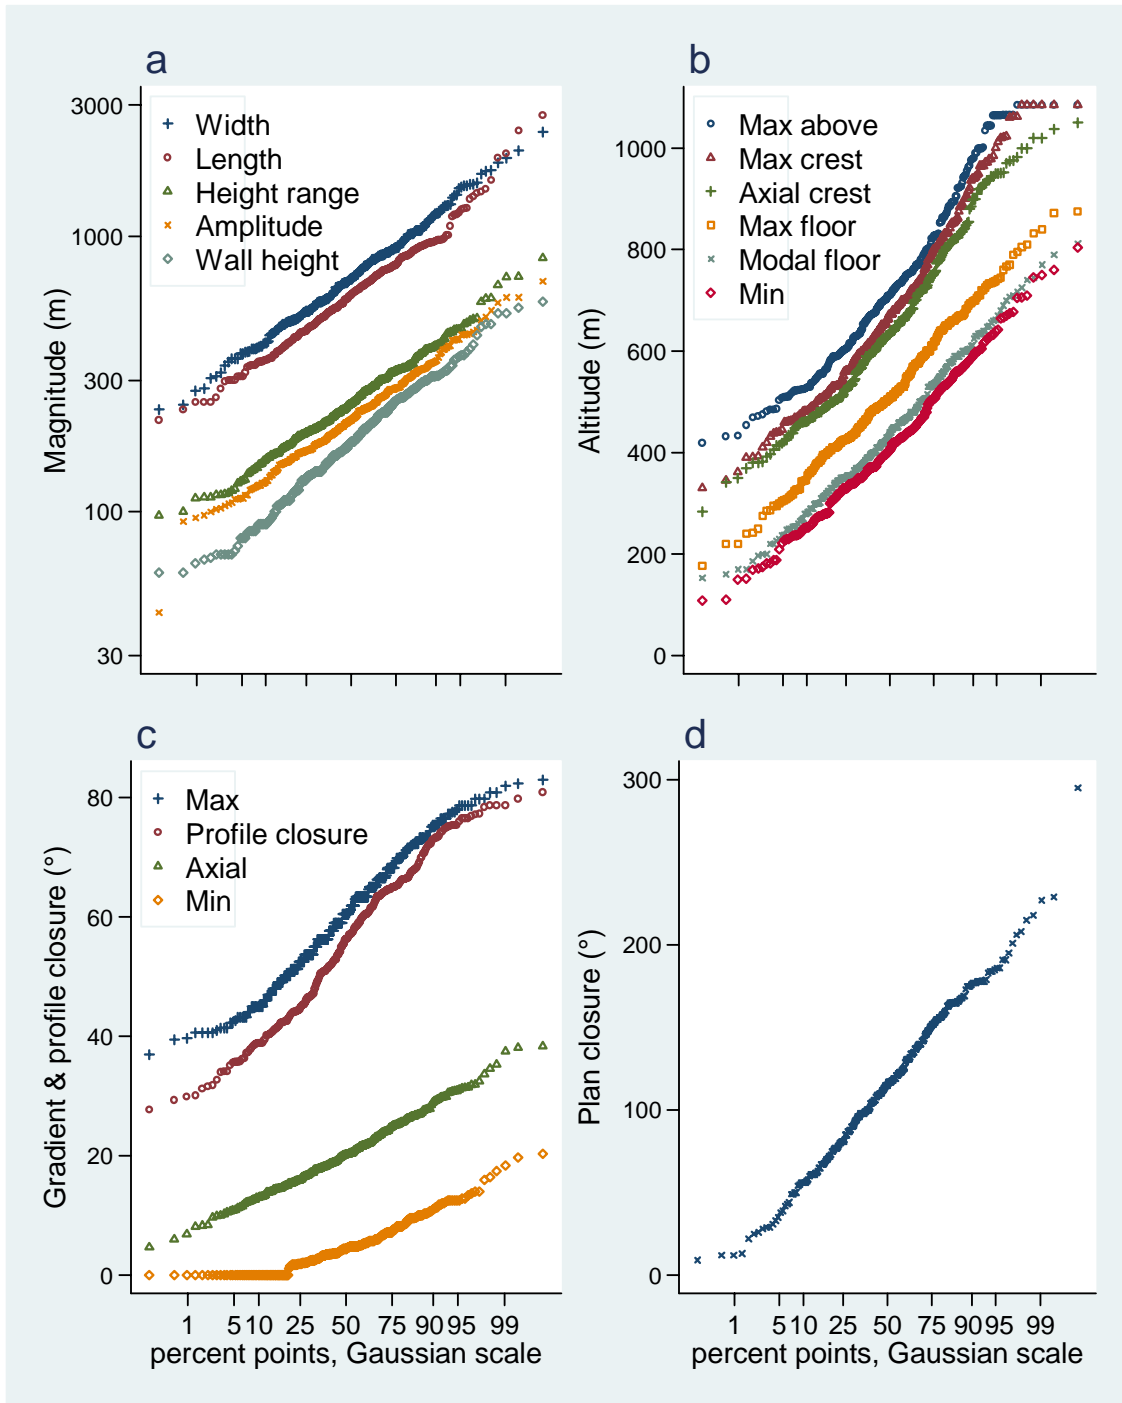 a
Magnitude (m)
3000
1000
300
100
30
Width
Length
Height range
Amplitude
Wall height
b
Altitude (m)
1000
800
600
400
200
0
Max above
Max crest
Axial crest
Max floor
Modal floor
Min
c
Gradient & profile closure (°)
80
60
40
20
0
Max
Profile closure
Axial
Min
1 5 10 25 50 75 90 95 99
percent points, Gaussian scale
d
Plan closure (°)
300
200
100
0
1 5 10 25 50 75 90 95 99
percent points, Gaussian scale